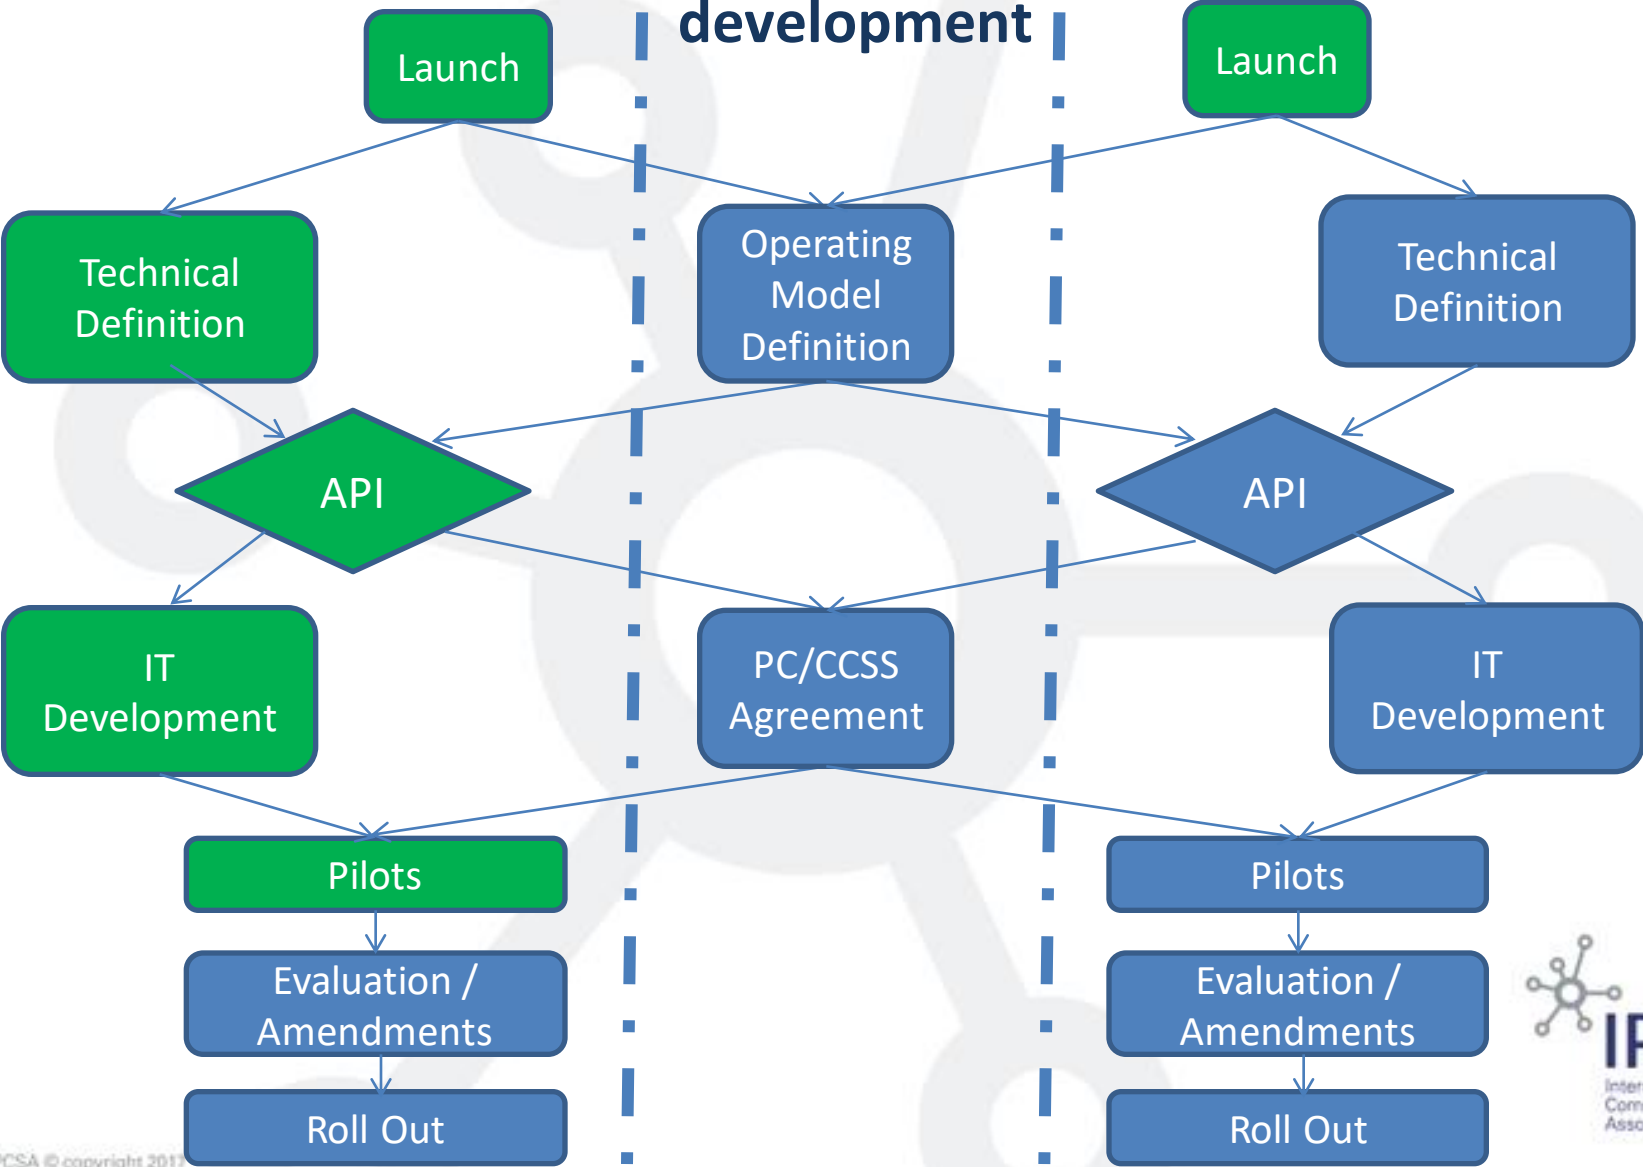 development
Launch
Launch
Technical
Definition
Operating
Model
Definition
Technical
Definition
API
API
IT
Development
PC/CCSS
Agreement
IT
Development
Pilots
Pilots
Evaluation /
Amendments
Evaluation /
Amendments
Roll Out
Roll Out
© copyright